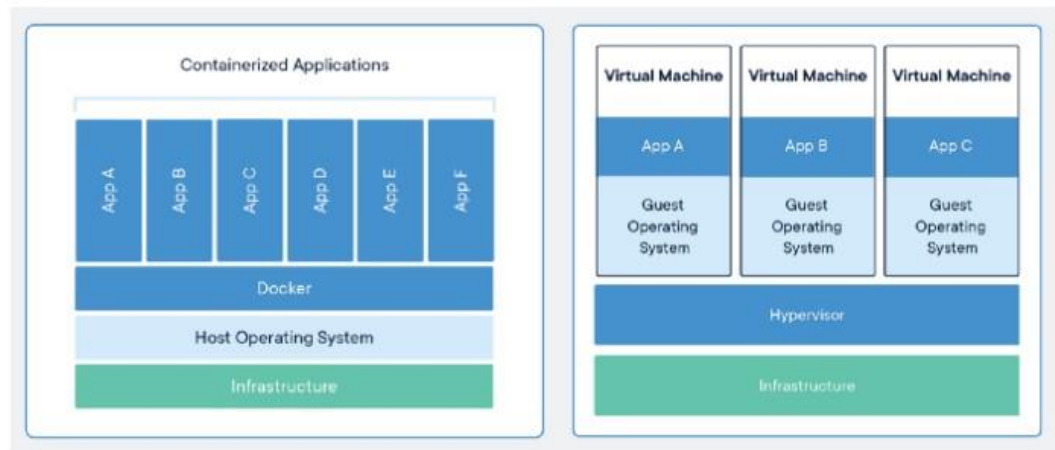 Containerized Applications
App A
App B
App C
App D
App E
App F
Docker
Host Operating System
Infrastructure
Virtual Machine
App A
Guest
Operating
System
Virtual Machine
App B
Guest
Operating
System
Virtual Machine
App C
Guest
Operating
System
Hypervisor
Infrastructure